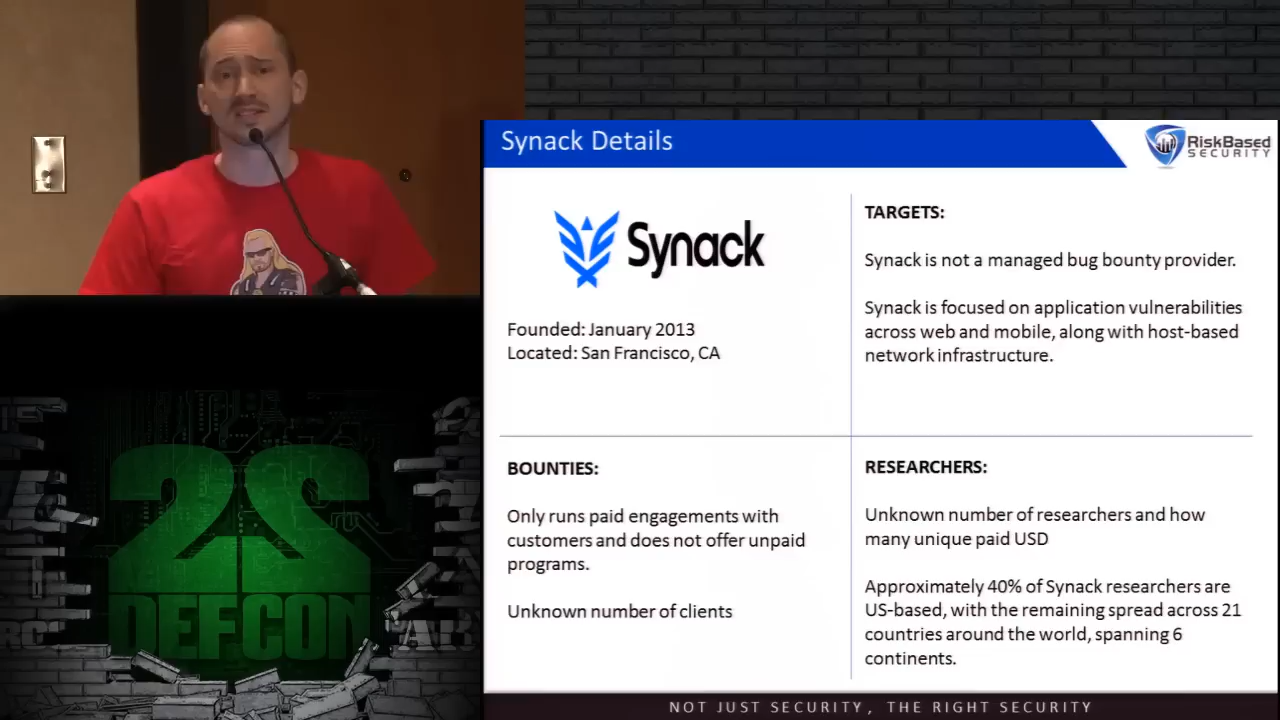 Synack Details
RiskBased
SECURITY
Synack
Founded: January 2013
Located: San Francisco, CA
TARGETS:
Synack is not a managed bug bounty provider.
Synack is focused on application vulnerabilities
across web and mobile, along with host-based
network infrastructure.
BOUNTIES:
Only runs paid engagements with
customers and does not offer unpaid
programs.
Unknown number of clients
RESEARCHERS:
Unknown number of researchers and how
many unique paid USD
Approximately 40% of Synack researchers are
US-based, with the remaining spread across 21
countries around the world, spanning 6
continents.
NOT JUST SECURITY, THE RIGHT SECURITY
22
DEFCON